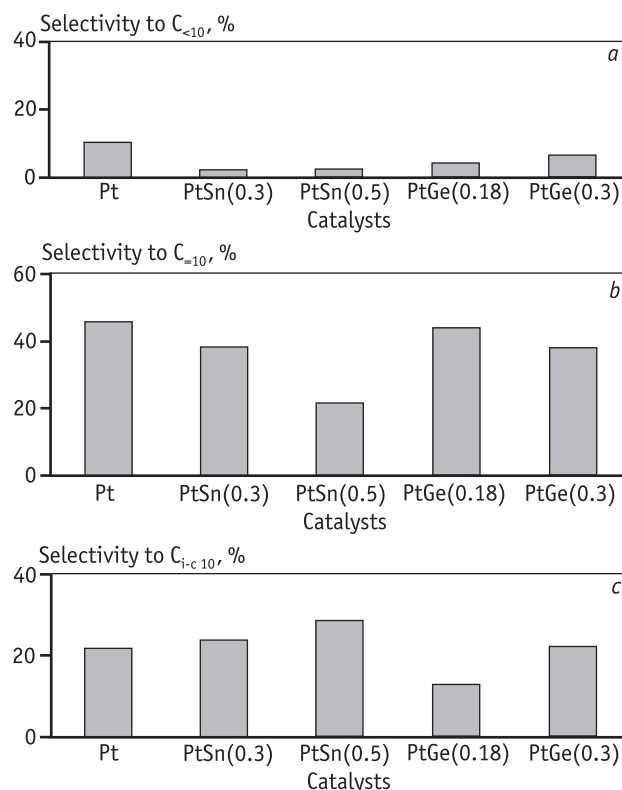 Selectivity to C<10, %
40
a
20
0
Pt PtSn(0.3) PtSn(0.5) PtGe(0.18) PtGe(0.3)
Catalysts
Selectivity to C=10, %
60
b
40
20
0
Pt PtSn(0.3) PtSn(0.5) PtGe(0.18) PtGe(0.3)
Catalysts
Selectivity to Ci-c 10, %
40
c
20
0
Pt PtSn(0.3) PtSn(0.5) PtGe(0.18) PtGe(0.3)
Catalysts